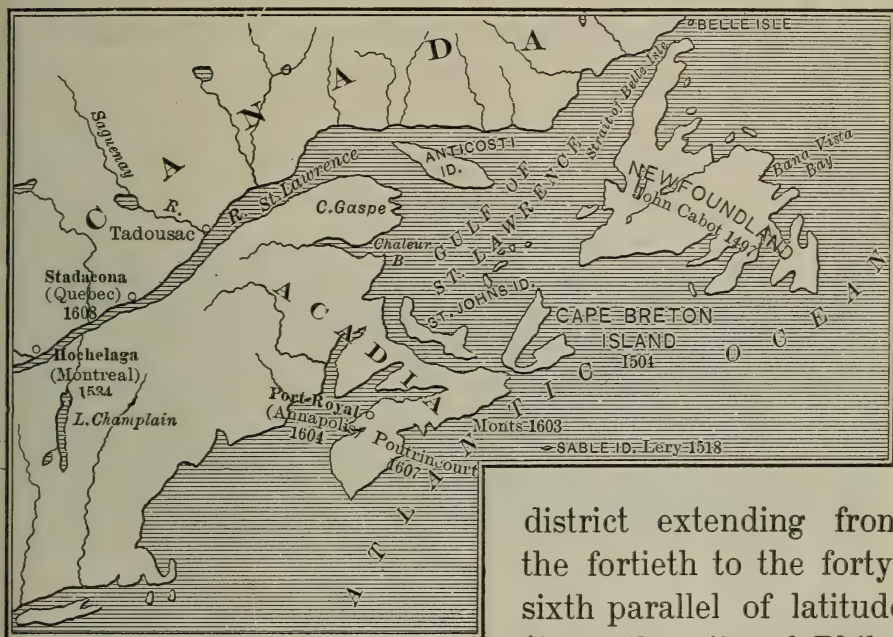 BELLE ISLE
CANADA
Strait of Belle Isle
Saguenay
R.
ANTICOSTI
ID.
Bana Vista
Bay
R. St. Lawrence
GULF OF
ST. LAWRENCE
NEWFOUNDLAND
John Cabot 1497
C. Gaspe
Tadousac
Chaleur
B
Stadacona
(Quebec)
1608
ACADIA
ST. JOHNS ID.
CAPE BRETON
ISLAND
1504
Hochelaga
(Montreal)
1534
L. Champlain
Port-Royal
(Annapolis)
1604
Monts 1603
Poutrincourt
1607
SABLE ID. Lery 1518
ATLANTIC OCEAN
district extending from
the fortieth to the forty-
sixth parallel of latitude